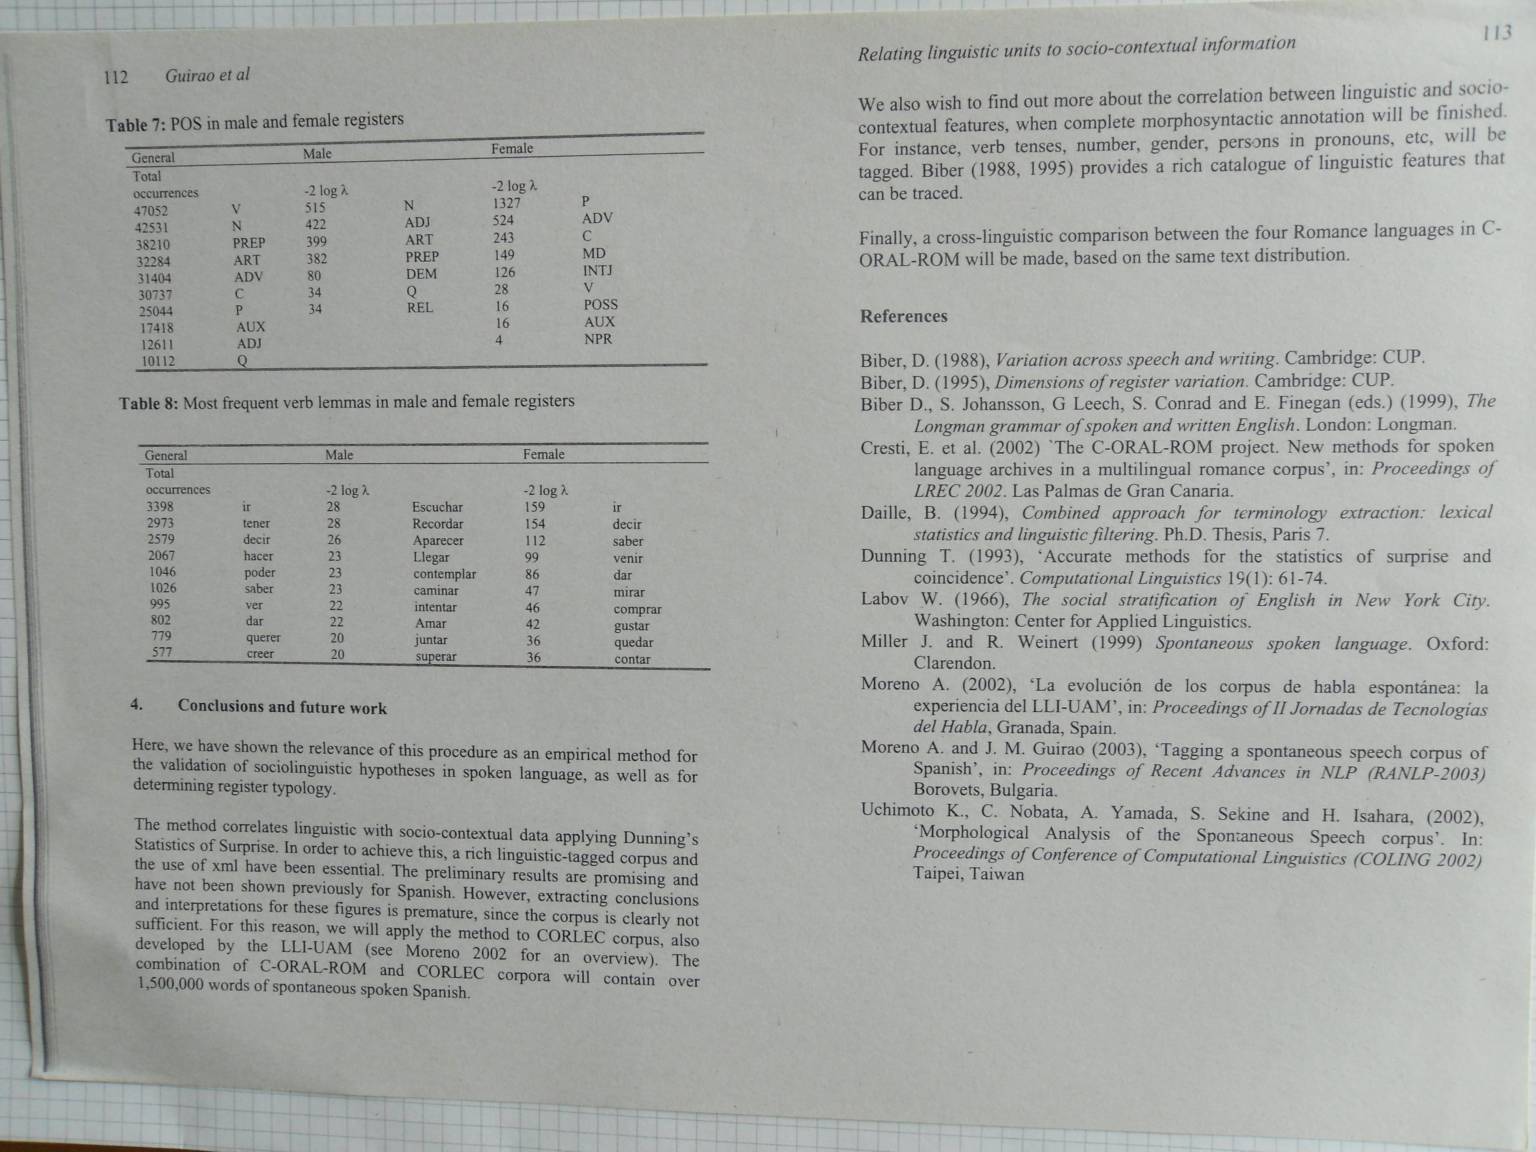 112 Guirao et al
Table 7: POS in male and female registers
General Male Female
Total
occurrences -2 log λ -2 log λ
47052 V 515 N 1327 P
42531 N 422 ADJ 524 ADV
38210 PREP 399 ART 243 C
32284 ART 382 PREP 149 MD
31404 ADV 80 DEM 126 INTJ
30737 C 34 Q 28 V
25044 P 34 REL 16 POSS
17418 AUX 16 AUX
12611 ADJ 4 NPR
10112 Q
Table 8: Most frequent verb lemmas in male and female registers
General Male Female
Total
occurrences -2 log λ -2 log λ
3398 ir 28 Escuchar 159 ir
2973 tener 28 Recordar 154 decir
2579 decir 26 Aparecer 112 saber
2067 hacer 23 Llegar 99 venir
1046 poder 23 contemplar 86 dar
1026 saber 23 caminar 47 mirar
995 ver 22 intentar 46 comprar
802 dar 22 Amar 42 gustar
779 querer 20 juntar 36 quedar
577 creer 20 superar 36 contar
4. Conclusions and future work
Here, we have shown the relevance of this procedure as an empirical method for
the validation of sociolinguistic hypotheses in spoken language, as well as for
determining register typology.
The method correlates linguistic with socio-contextual data applying Dunning's
Statistics of Surprise. In order to achieve this, a rich linguistic-tagged corpus and
the use of xml have been essential. The preliminary results are promising and
have not been shown previously for Spanish. However, extracting conclusions
and interpretations for these figures is premature, since the corpus is clearly not
sufficient. For this reason, we will apply the method to CORLEC corpus, also
developed by the LLI-UAM (see Moreno 2002 for an overview). The
combination of C-ORAL-ROM and CORLEC corpora will contain over
1,500,000 words of spontaneous spoken Spanish.
Relating linguistic units to socio-contextual information 113
We also wish to find out more about the correlation between linguistic and socio-
contextual features, when complete morphosyntactic annotation will be finished.
For instance, verb tenses, number, gender, persons in pronouns, etc, will be
tagged. Biber (1988, 1995) provides a rich catalogue of linguistic features that
can be traced.
Finally, a cross-linguistic comparison between the four Romance languages in C-
ORAL-ROM will be made, based on the same text distribution.
References
Biber, D. (1988), Variation across speech and writing. Cambridge: CUP.
Biber, D. (1995), Dimensions of register variation. Cambridge: CUP.
Biber D., S. Johansson, G Leech, S. Conrad and E. Finegan (eds.) (1999), The
Longman grammar of spoken and written English. London: Longman.
Cresti, E. et al. (2002) `The C-ORAL-ROM project. New methods for spoken
language archives in a multilingual romance corpus', in: Proceedings of
LREC 2002. Las Palmas de Gran Canaria.
Daille, B. (1994), Combined approach for terminology extraction: lexical
statistics and linguistic filtering. Ph.D. Thesis, Paris 7.
Dunning T. (1993), ‘Accurate methods for the statistics of surprise and
coincidence’. Computational Linguistics 19(1): 61-74.
Labov W. (1966), The social stratification of English in New York City.
Washington: Center for Applied Linguistics.
Miller J. and R. Weinert (1999) Spontaneous spoken language. Oxford:
Clarendon.
Moreno A. (2002), ‘La evolución de los corpus de habla espontánea: la
experiencia del LLI-UAM’, in: Proceedings of II Jornadas de Tecnologías
del Habla, Granada, Spain.
Moreno A. and J. M. Guirao (2003), ‘Tagging a spontaneous speech corpus of
Spanish’, in: Proceedings of Recent Advances in NLP (RANLP-2003)
Borovets, Bulgaria.
Uchimoto K., C. Nobata, A. Yamada, S. Sekine and H. Isahara, (2002),
‘Morphological Analysis of the Spontaneous Speech corpus’. In:
Proceedings of Conference of Computational Linguistics (COLING 2002)
Taipei, Taiwan